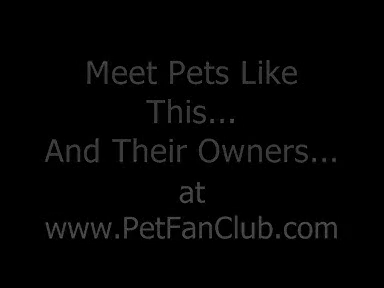 Meet Pets Like
This...
And Their Owners...
at
www.PetFanClub.com